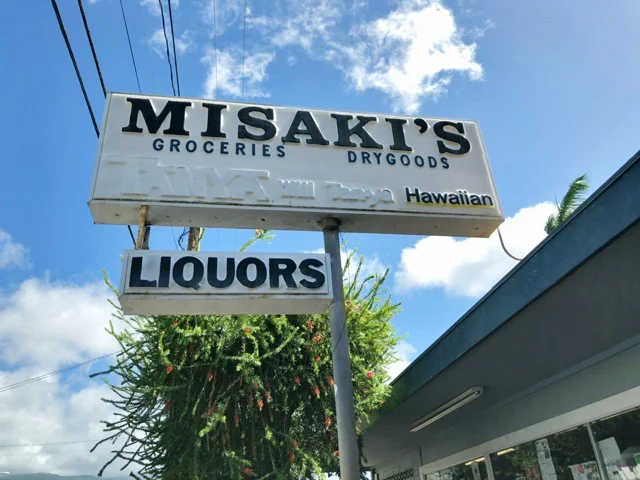 MISAKI'S
GROCERIES DRYGOODS
Hawaiian
LIQUORS